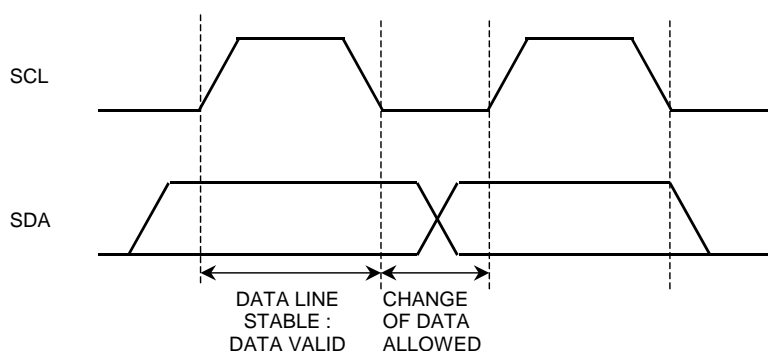 SCL
SDA
DATA LINE
STABLE :
DATA VALID
CHANGE
OF DATA
ALLOWED